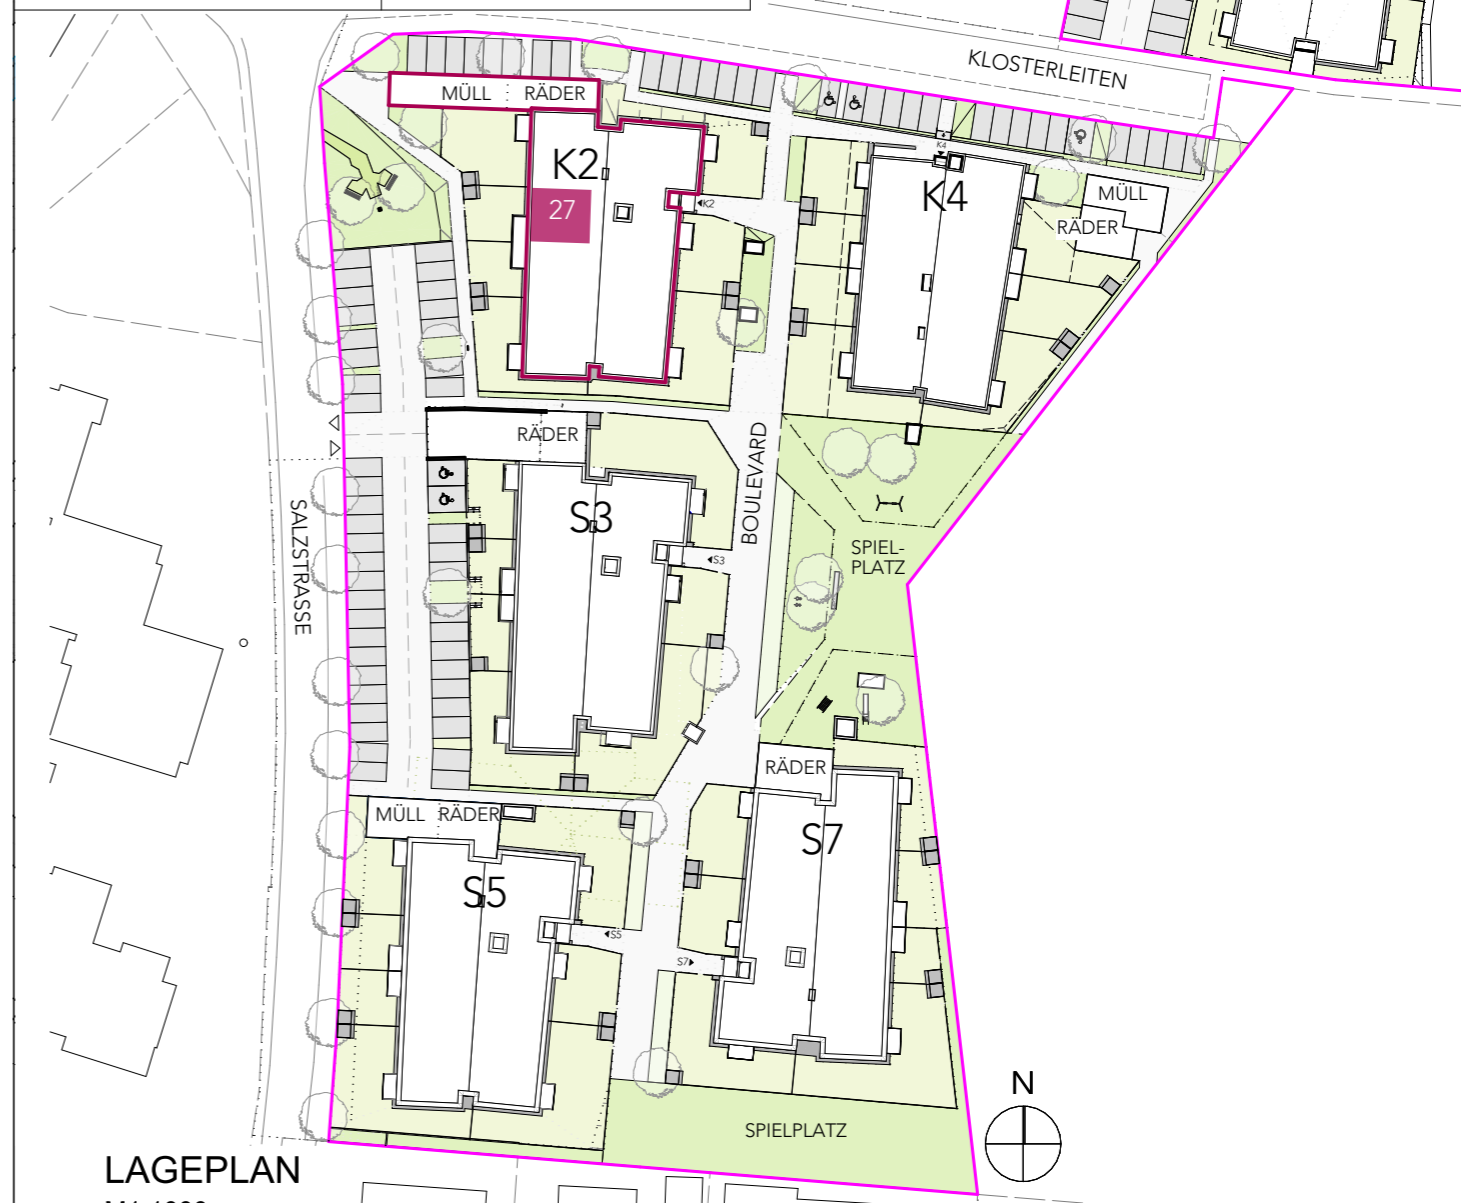 KLOSTERLEITEN
MÜLL RÄDER
K2
27
K2
K4
K4
MÜLL
RÄDER
RÄDER
BOULEVARD
SALZSTRASSE
S3
S3
SPIEL-
PLATZ
RÄDER
MÜLL RÄDER
S7
S5
S5
S7
SPIELPLATZ
N
LAGEPLAN